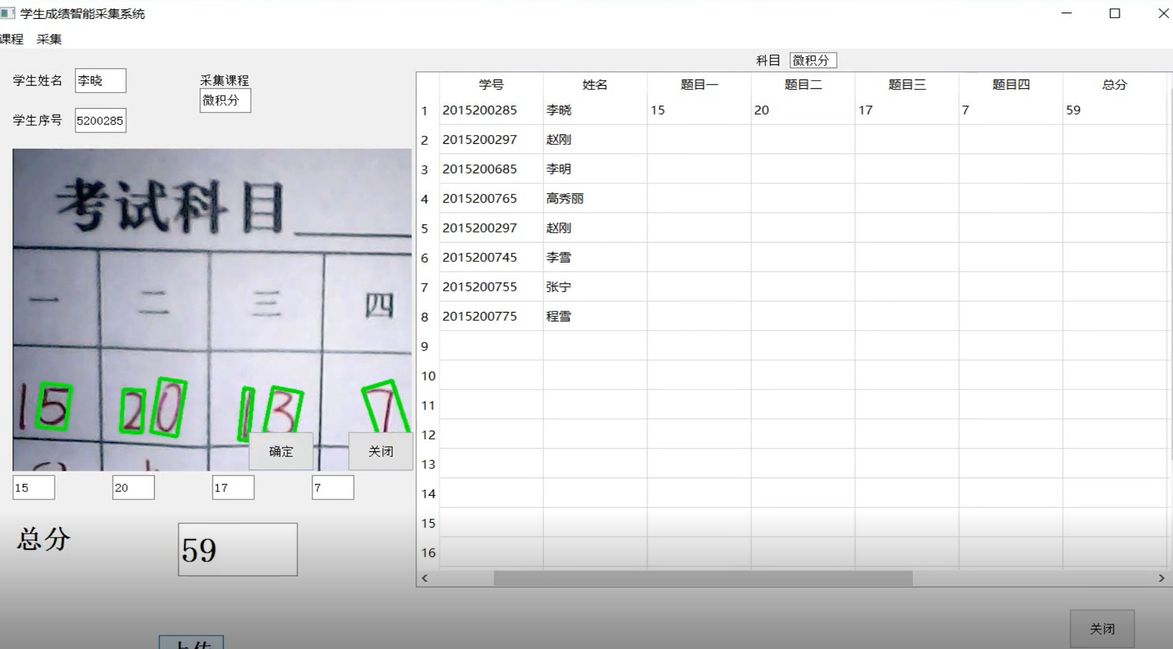 学生成绩智能采集系统
课程 采集
学生姓名 李晓
采集课程
微积分
学生序号 5200285
考试科目
一 二 三 四
15 20 13 7
确定 关闭
15 20 17 7
总分 59
上传
科目 微积分
学号 姓名 题目一 题目二 题目三 题目四 总分
1 2015200285 李晓 15 20 17 7 59
2 2015200297 赵刚
3 2015200685 李明
4 2015200765 高秀丽
5 2015200297 赵刚
6 2015200745 李雪
7 2015200755 张宁
8 2015200775 程雪
9
10
11
12
13
14
15
16
关闭